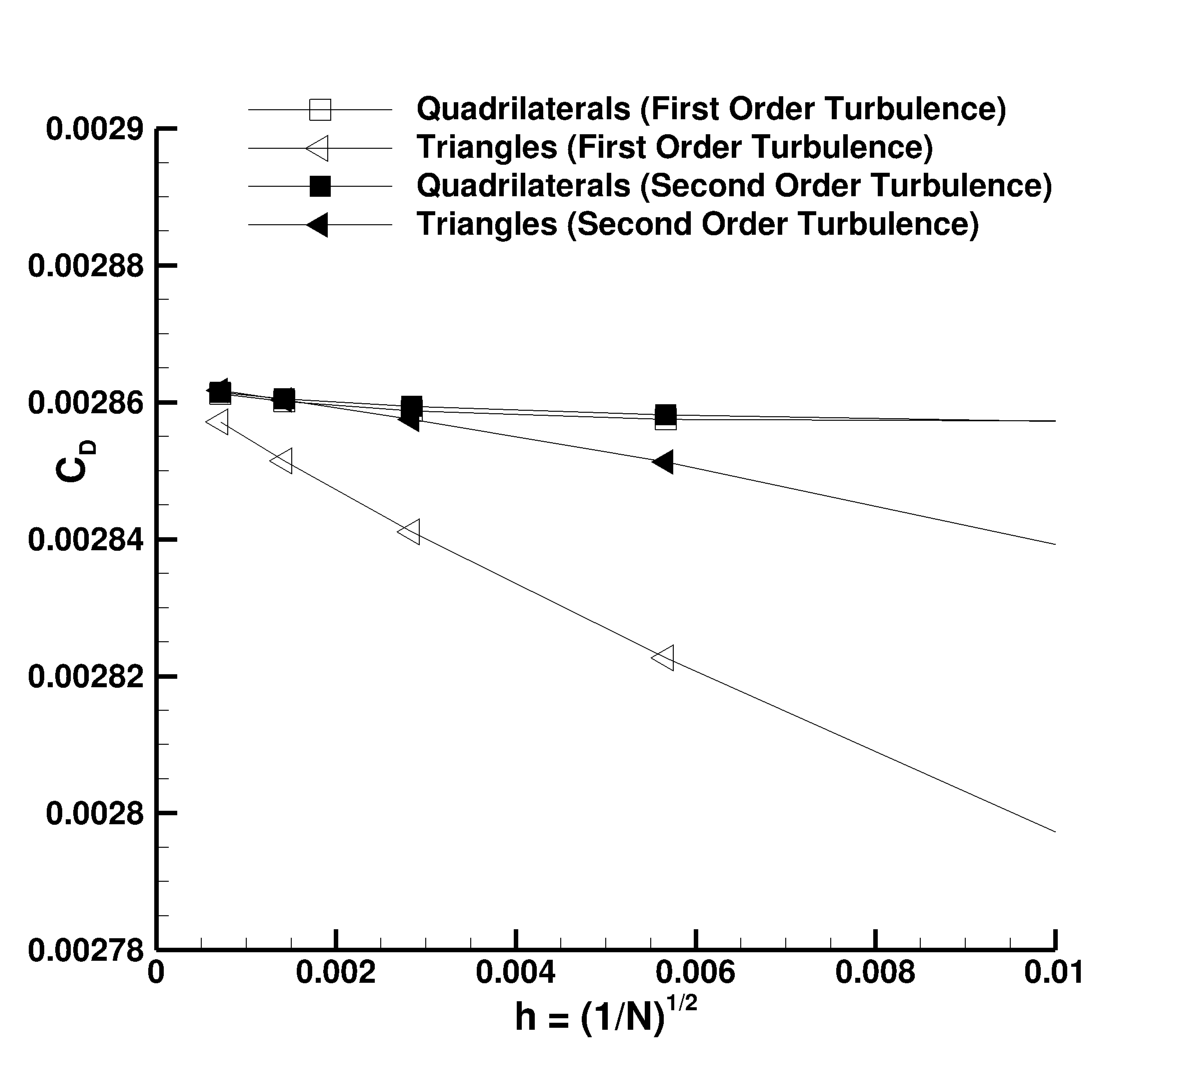 Quadrilaterals (First Order Turbulence)
Triangles (First Order Turbulence)
Quadrilaterals (Second Order Turbulence)
Triangles (Second Order Turbulence)
0.0029
0.00288
0.00286
0.00284
0.00282
0.0028
0.00278
C_D
0 0.002 0.004 0.006 0.008 0.01
h = (1/N)^1/2